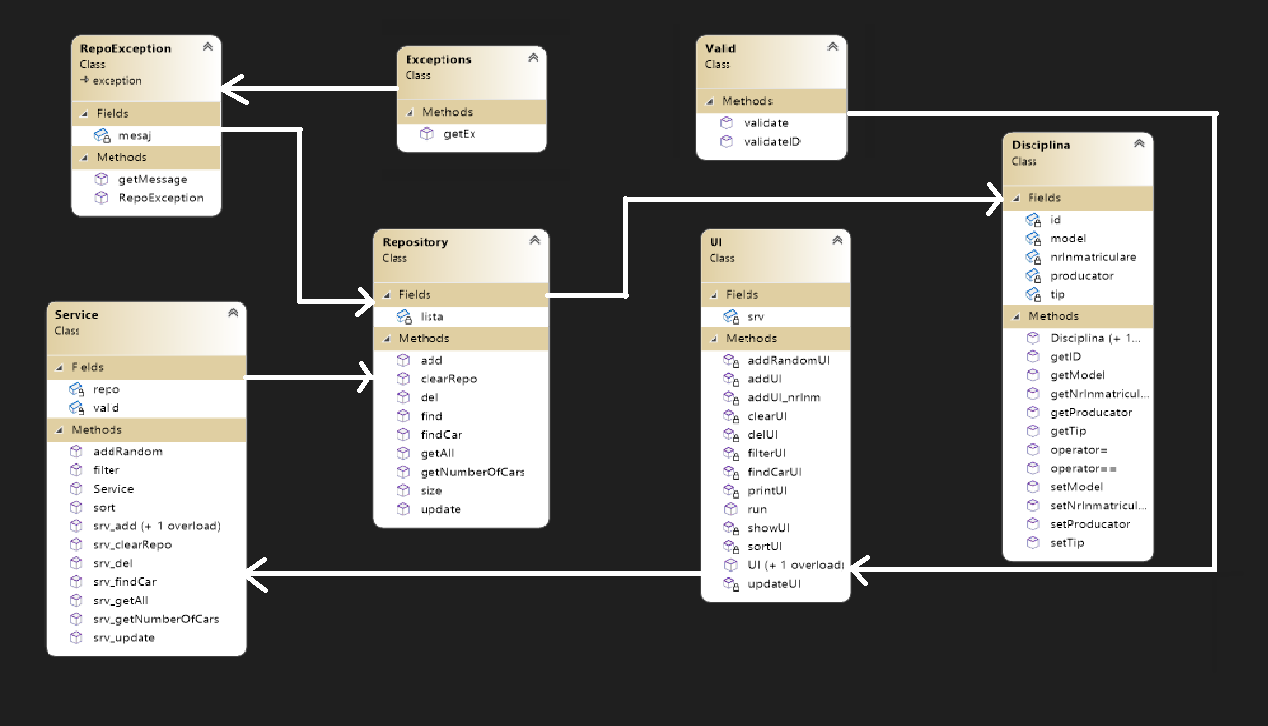 RepoException
Class
exception
Fields
mesaj
Methods
getMessage
RepoException
Exceptions
Class
Methods
getEx
Valid
Class
Methods
validate
validateID
Disciplina
Class
Fields
id
model
nrInmatriculare
producator
tip
Methods
Disciplina (+ 1...
getID
getModel
getNrInmatricul...
getProducator
getTip
operator=
operator==
setModel
setNrInmatricul...
setProducator
setTip
Repository
Class
Fields
lista
Methods
add
clearRepo
del
find
findCar
getAll
getNumberOfCars
size
update
UI
Class
Fields
srv
Methods
addRandomUI
addUI
addUI_nrInm
clearUI
delUI
filterUI
findCarUI
printUI
run
showUI
sortUI
UI (+ 1 overload)
updateUI
Service
Class
Fields
repo
valid
Methods
addRandom
filter
Service
sort
srv_add (+ 1 overload)
srv_clearRepo
srv_del
srv_findCar
srv_getAll
srv_getNumberOfCars
srv_update